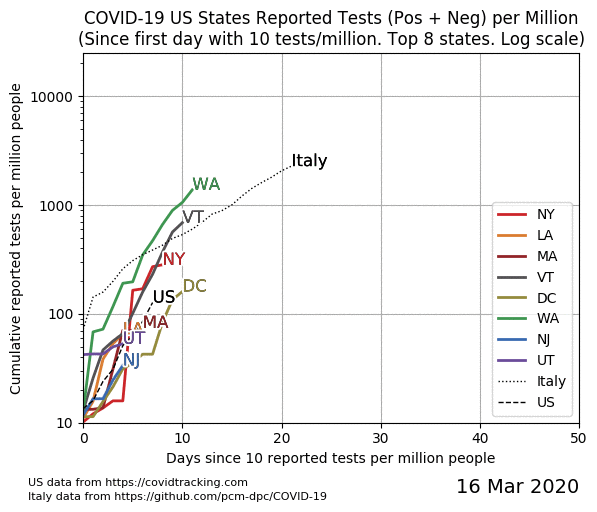 COVID-19 US States Reported Tests (Pos + Neg) per Million
(Since first day with 10 tests/million. Top 8 states. Log scale)
Cumulative reported tests per million people
10000
1000
100
10
Italy
WA
VT
NY
DC
US
LA
MA
UT
NJ
NY
LA
MA
VT
DC
WA
NJ
UT
Italy
US
0
10
20
30
40
50
Days since 10 reported tests per million people
US data from https://covidtracking.com
Italy data from https://github.com/pcm-dpc/COVID-19
16 Mar 2020